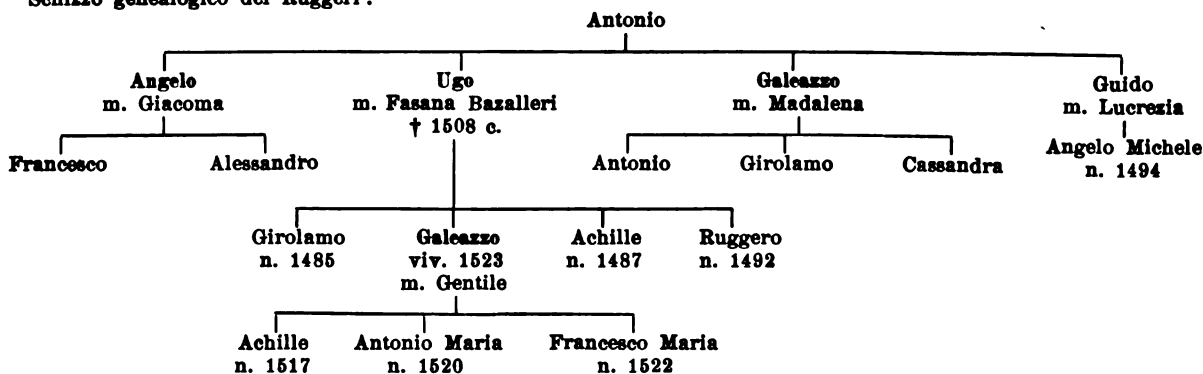 Schizzo genealogico dei Ruggeri:
Antonio
Angelo Ugo Galeazzo Guido
m. Giacoma m. Fasana Bazalleri m. Madalena m. Lucrezia
† 1508 c.
Francesco Alessandro Antonio Girolamo Cassandra Angelo Michele
n. 1494
Girolamo Galeazzo Achille Ruggero
n. 1485 viv. 1523 n. 1487 n. 1492
m. Gentile
Achille Antonio Maria Francesco Maria
n. 1517 n. 1520 n. 1522